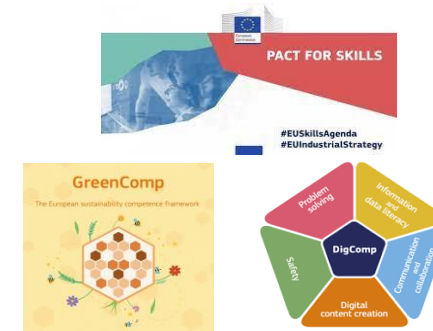 European
Commission
PACT FOR SKILLS
#EUSkillsAgenda
#EUIndustrialStrategy
GreenComp
The European sustainability competence framework
DigComp
Problem
solving
Information
and
data literacy
Communication
and
collaboration
Digital
content creation
Safety